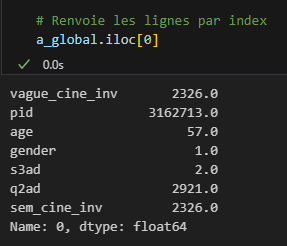 # Renvoie les lignes par index
a_global.iloc[0]
0.0s
vague_cine_inv 2326.0
pid 3162713.0
age 57.0
gender 1.0
s3ad 2.0
q2ad 2921.0
sem_cine_inv 2326.0
Name: 0, dtype: float64